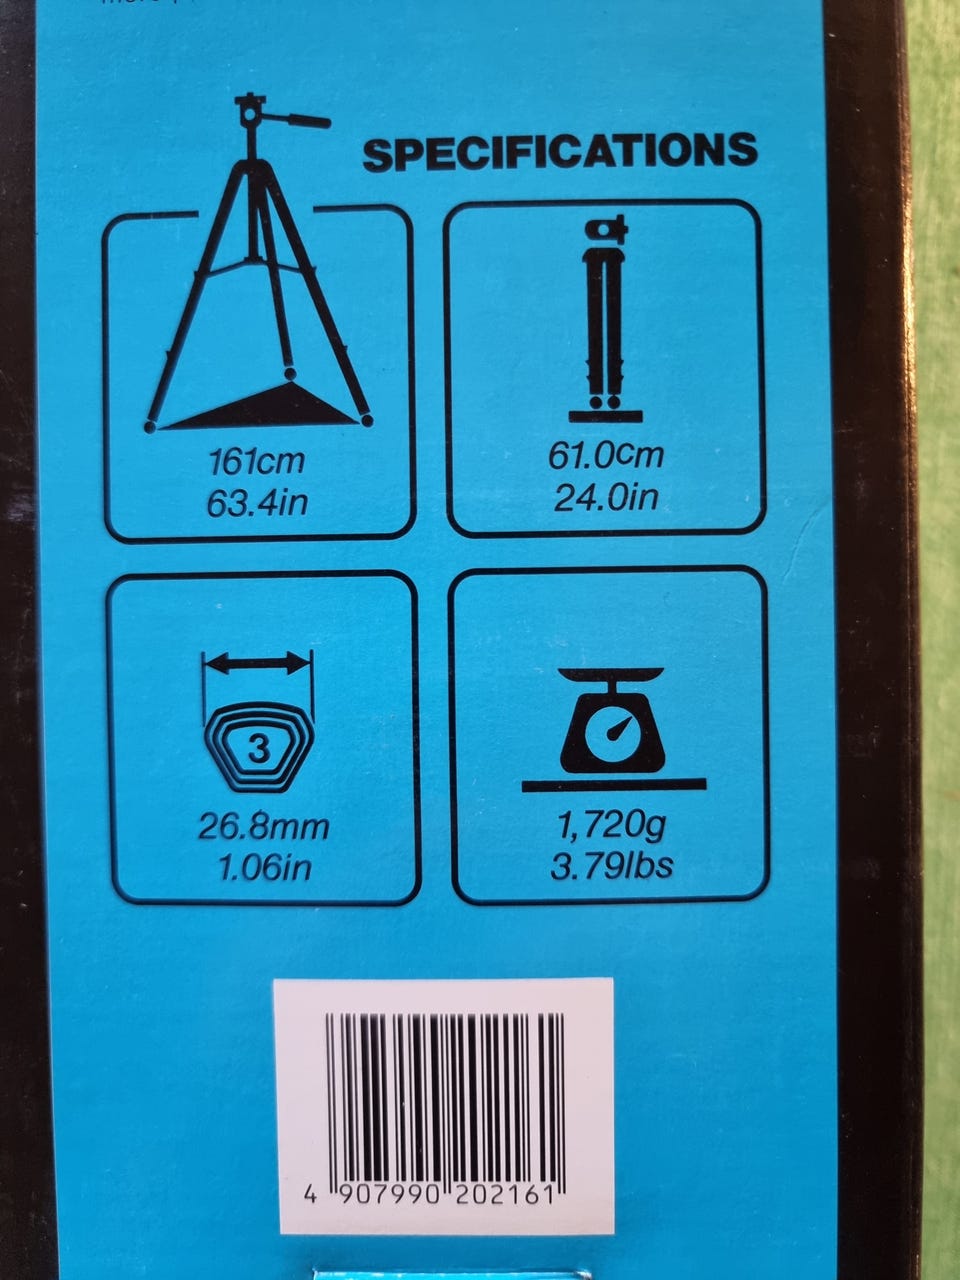 SPECIFICATIONS
161cm
63.4in
61.0cm
24.0in
3
26.8mm
1.06in
1,720g
3.79lbs
4 907990 202161